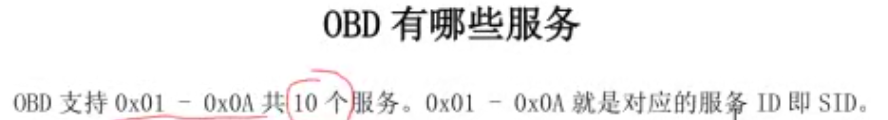 OBD 有哪些服务
OBD 支持 0x01 - 0x0A 共 10 个服务。0x01 - 0x0A 就是对应的服务 ID 即 SID。